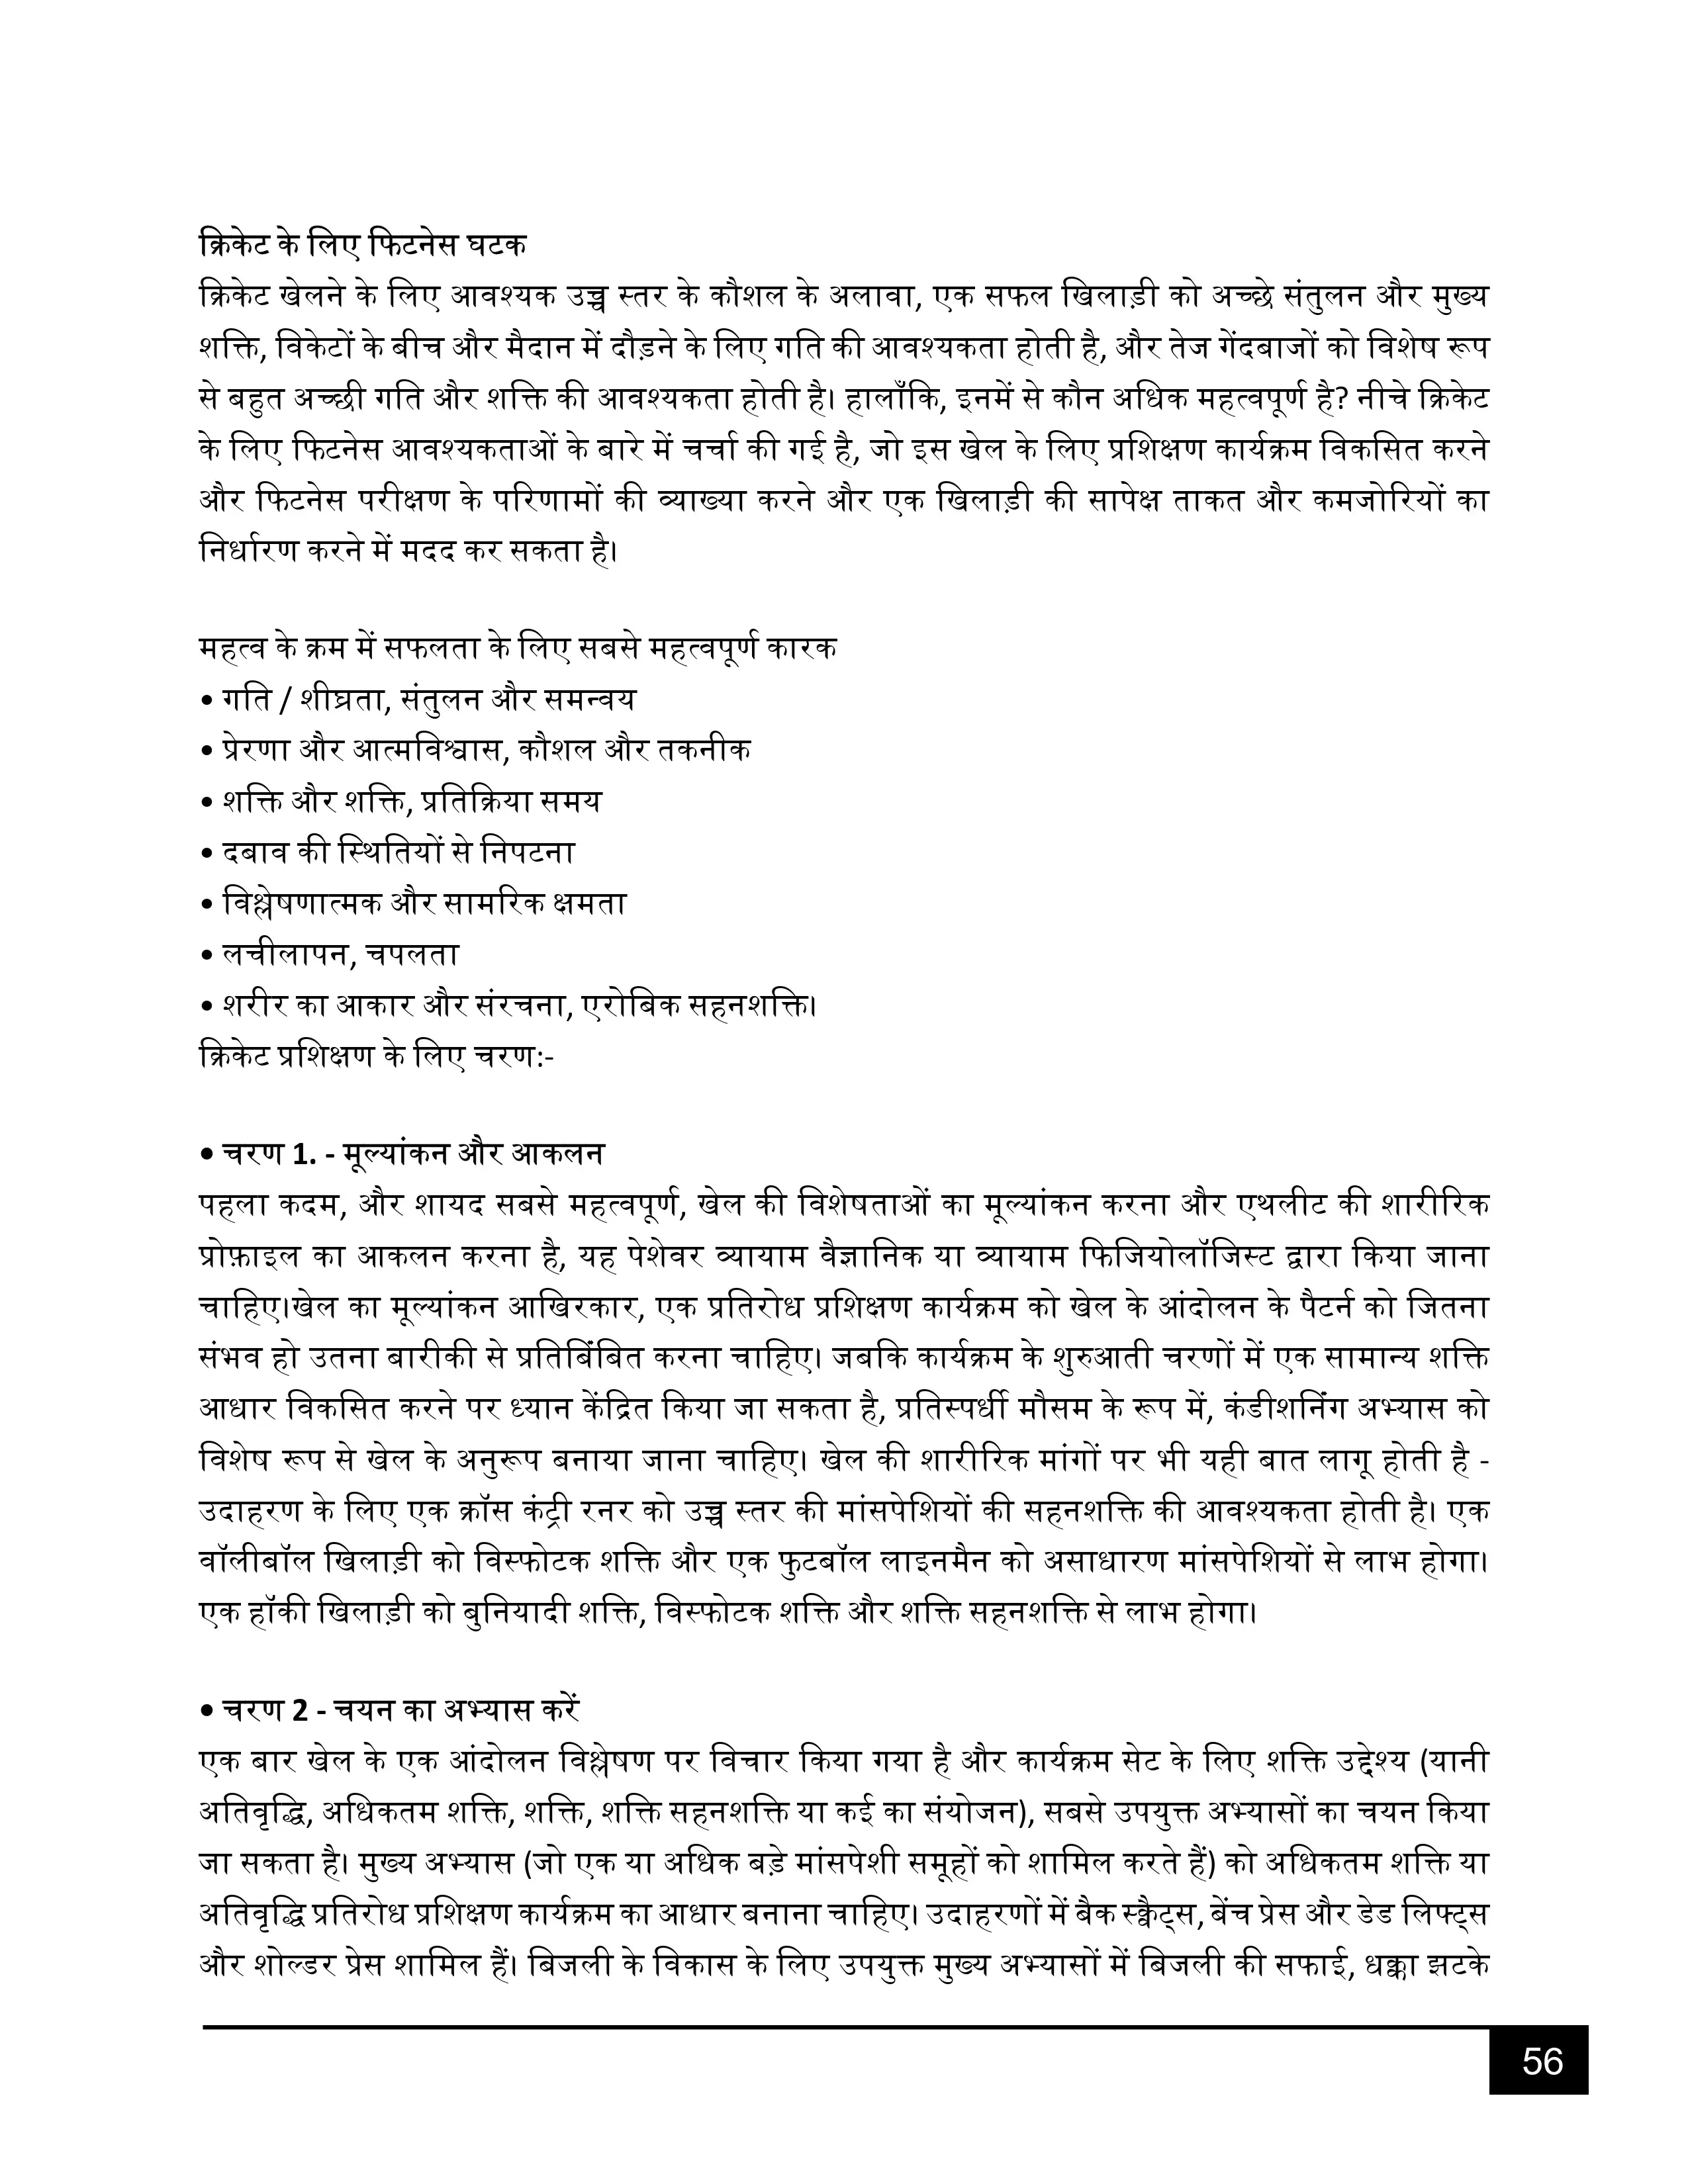 क्रिकेट के लिए फिटनेस घटक
क्रिकेट खेलने के लिए आवश्यक उच्च स्तर के कौशल के अलावा, एक सफल खिलाड़ी को अच्छे संतुलन और मुख्य
शक्ति, विकेटों के बीच और मैदान में दौड़ने के लिए गति की आवश्यकता होती है, और तेज गेंदबाजों को विशेष रूप
से बहुत अच्छी गति और शक्ति की आवश्यकता होती है। हालाँकि, इनमें से कौन अधिक महत्वपूर्ण है? नीचे क्रिकेट
के लिए फिटनेस आवश्यकताओं के बारे में चर्चा की गई है, जो इस खेल के लिए प्रशिक्षण कार्यक्रम विकसित करने
और फिटनेस परीक्षण के परिणामों की व्याख्या करने और एक खिलाड़ी की सापेक्ष ताकत और कमजोरियों का
निर्धारण करने में मदद कर सकता है।
महत्व के क्रम में सफलता के लिए सबसे महत्वपूर्ण कारक
• गति / शीघ्रता, संतुलन और समन्वय
• प्रेरणा और आत्मविश्वास, कौशल और तकनीक
• शक्ति और शक्ति, प्रतिक्रिया समय
• दबाव की स्थितियों से निपटना
• विश्लेषणात्मक और सामरिक क्षमता
• लचीलापन, चपलता
• शरीर का आकार और संरचना, एरोबिक सहनशक्ति।
क्रिकेट प्रशिक्षण के लिए चरण:-
• चरण 1. - मूल्यांकन और आकलन
पहला कदम, और शायद सबसे महत्वपूर्ण, खेल की विशेषताओं का मूल्यांकन करना और एथलीट की शारीरिक
प्रोफ़ाइल का आकलन करना है, यह पेशेवर व्यायाम वैज्ञानिक या व्यायाम फिजियोलॉजिस्ट द्वारा किया जाना
चाहिए।खेल का मूल्यांकन आखिरकार, एक प्रतिरोध प्रशिक्षण कार्यक्रम को खेल के आंदोलन के पैटर्न को जितना
संभव हो उतना बारीकी से प्रतिबिंबित करना चाहिए। जबकि कार्यक्रम के शुरुआती चरणों में एक सामान्य शक्ति
आधार विकसित करने पर ध्यान केंद्रित किया जा सकता है, प्रतिस्पर्धी मौसम के रूप में, कंडीशनिंग अभ्यास को
विशेष रूप से खेल के अनुरूप बनाया जाना चाहिए। खेल की शारीरिक मांगों पर भी यही बात लागू होती है -
उदाहरण के लिए एक क्रॉस कंट्री रनर को उच्च स्तर की मांसपेशियों की सहनशक्ति की आवश्यकता होती है। एक
वॉलीबॉल खिलाड़ी को विस्फोटक शक्ति और एक फुटबॉल लाइनमैन को असाधारण मांसपेशियों से लाभ होगा।
एक हॉकी खिलाड़ी को बुनियादी शक्ति, विस्फोटक शक्ति और शक्ति सहनशक्ति से लाभ होगा।
• चरण 2 - चयन का अभ्यास करें
एक बार खेल के एक आंदोलन विश्लेषण पर विचार किया गया है और कार्यक्रम सेट के लिए शक्ति उद्देश्य (यानी
अतिवृद्धि, अधिकतम शक्ति, शक्ति, शक्ति सहनशक्ति या कई का संयोजन), सबसे उपयुक्त अभ्यासों का चयन किया
जा सकता है। मुख्य अभ्यास (जो एक या अधिक बड़े मांसपेशी समूहों को शामिल करते हैं) को अधिकतम शक्ति या
अतिवृद्धि प्रतिरोध प्रशिक्षण कार्यक्रम का आधार बनाना चाहिए। उदाहरणों में बैक स्क्वैट्स, बेंच प्रेस और डेड लिफ्ट्स
और शोल्डर प्रेस शामिल हैं। बिजली के विकास के लिए उपयुक्त मुख्य अभ्यासों में बिजली की सफाई, धक्का झटके
56